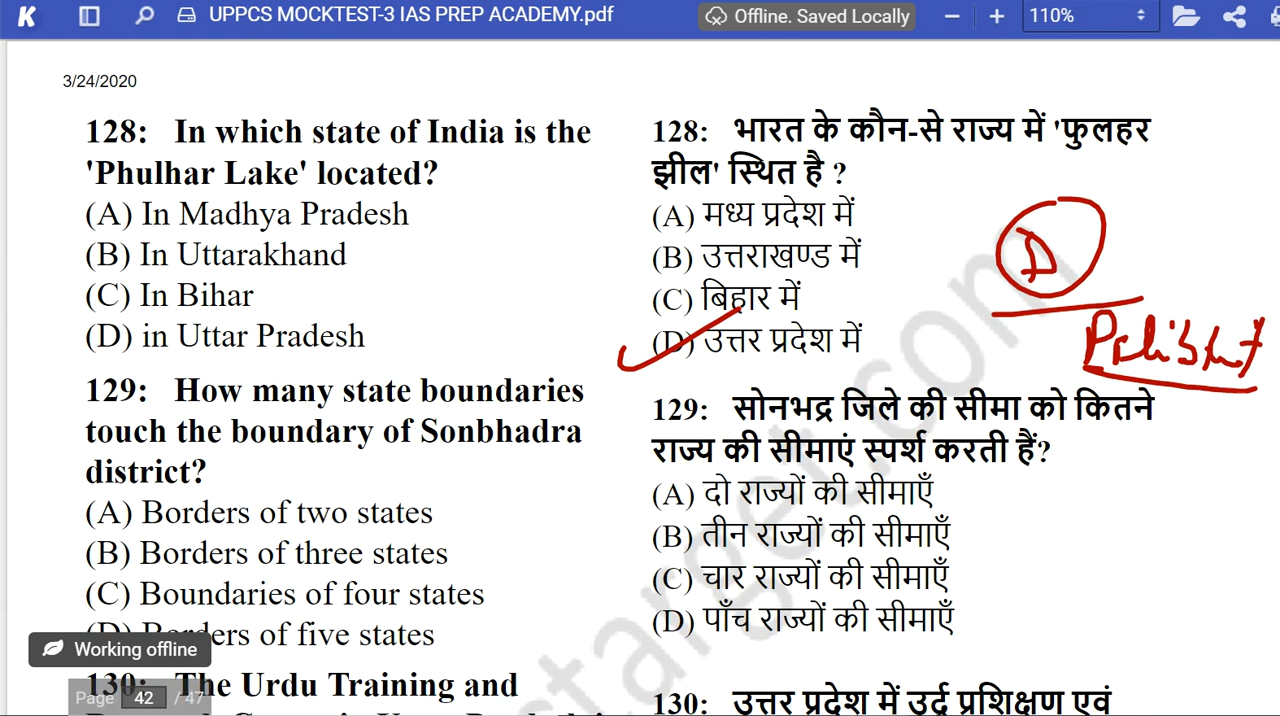 UPPCS MOCKTEST-3 IAS PREP ACADEMY.pdf
Offline. Saved Locally
110%
3/24/2020
128: In which state of India is the
'Phulhar Lake' located?
(A) In Madhya Pradesh
(B) In Uttarakhand
(C) In Bihar
(D) in Uttar Pradesh
129: How many state boundaries
touch the boundary of Sonbhadra
district?
(A) Borders of two states
(B) Borders of three states
(C) Boundaries of four states
(D) Borders of five states
130: The Urdu Training and
128: भारत के कौन-से राज्य में 'फुलहर
झील' स्थित है ?
(A) मध्य प्रदेश में
(B) उत्तराखण्ड में
(C) बिहार में
(D) उत्तर प्रदेश में
D
129: सोनभद्र जिले की सीमा को कितने
राज्य की सीमाएं स्पर्श करती हैं?
(A) दो राज्यों की सीमाएँ
(B) तीन राज्यों की सीमाएँ
(C) चार राज्यों की सीमाएँ
(D) पाँच राज्यों की सीमाएँ
130: उत्तर प्रदेश में उर्दू प्रशिक्षण एवं
Working offline
Page 42 / 47
starget.com